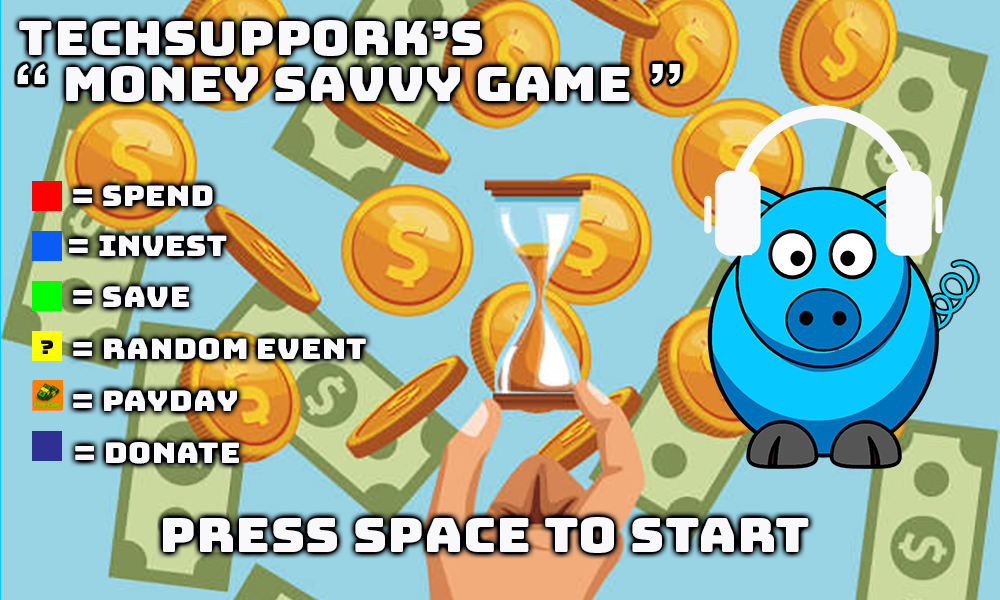 TECHSUPPORK’S
“ MONEY SAVVY GAME ”
= SPEND
= INVEST
= SAVE
? = RANDOM EVENT
= PAYDAY
= DONATE
PRESS SPACE TO START